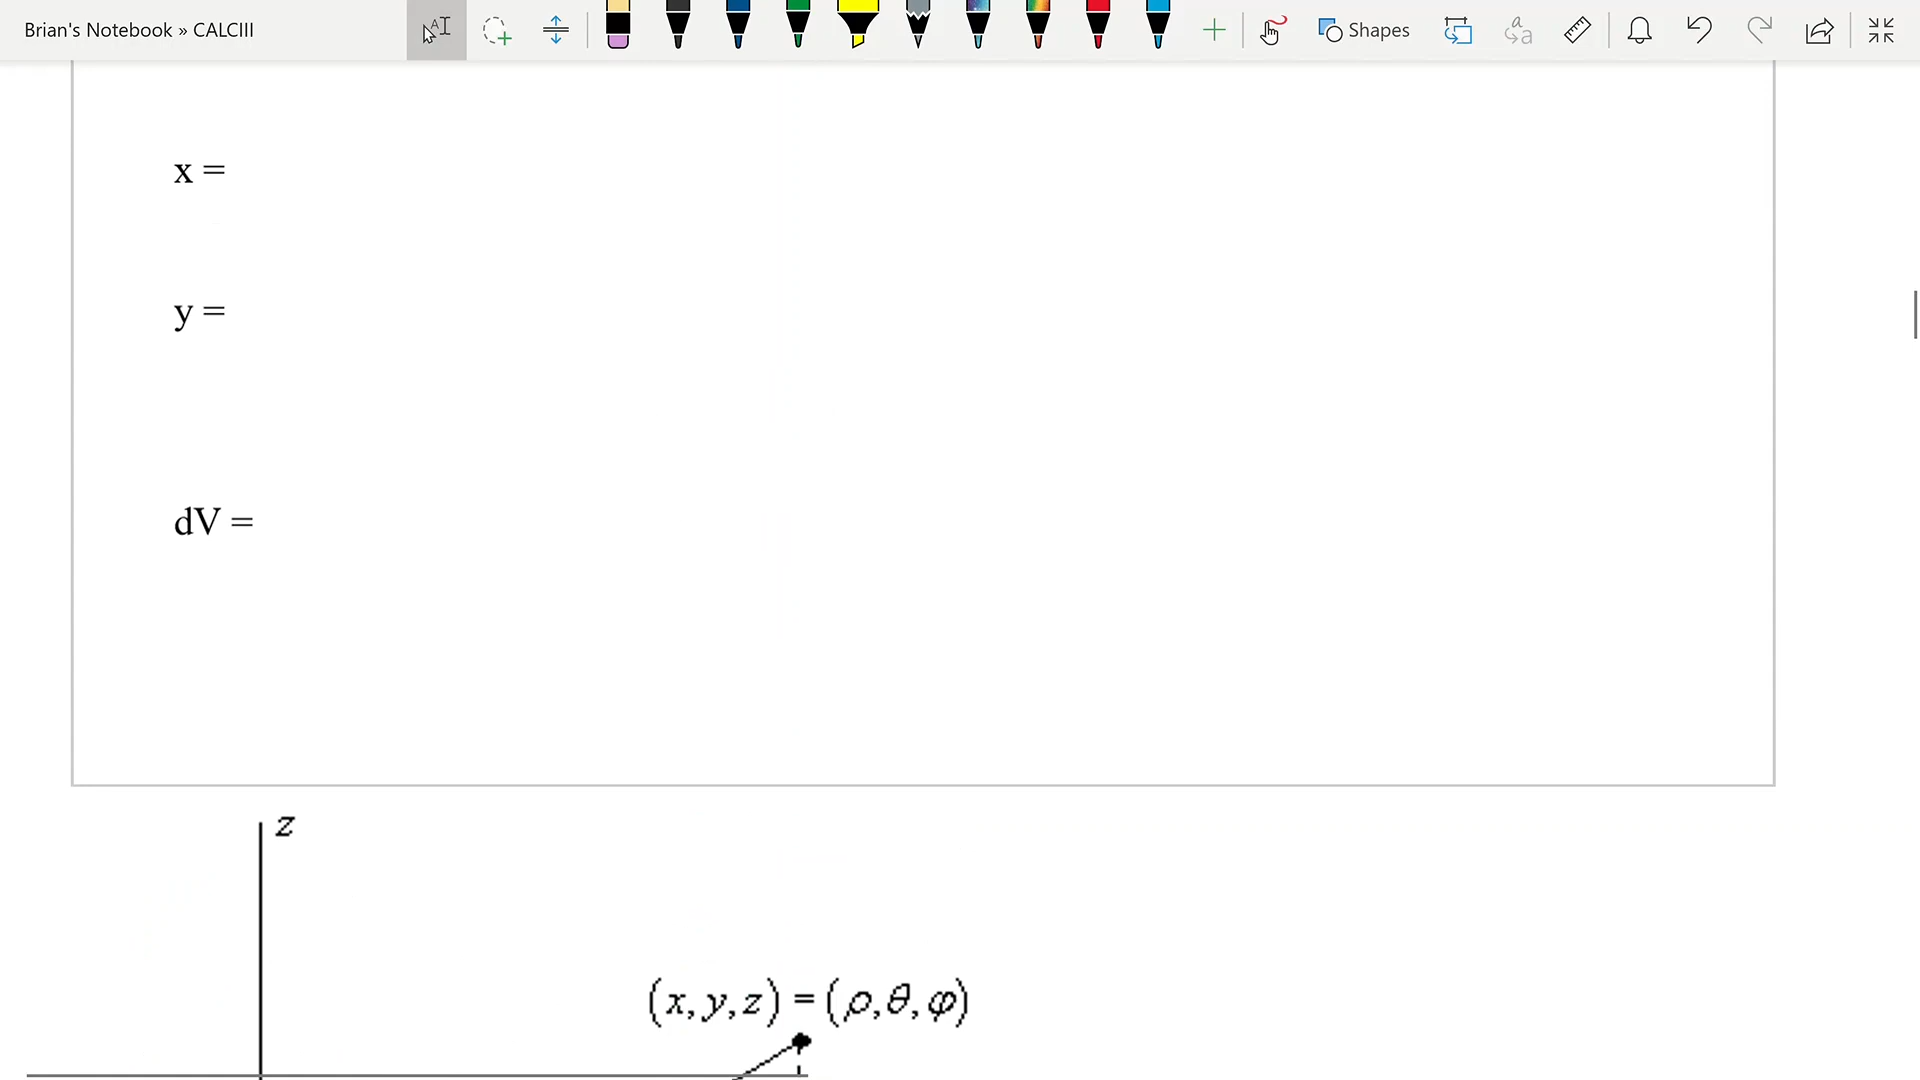 Brian's Notebook » CALCIII
Shapes
x =
y =
dV =
z
(x, y, z) = (ρ, θ, φ)